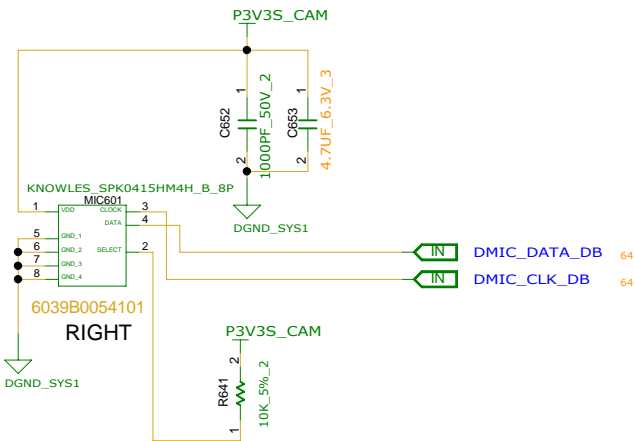 P3V3S_CAM
1
1
C652
1000PF_50V_2
C653
4.7UF_6.3V_3
2
2
KNOWLES_SPK0415HM4H_B_8P
MIC601
1 VDD CLOCK 3
DATA 4
5 GND_1
6 GND_2 SELECT 2
7 GND_3
8 GND_4
DGND_SYS1
IN DMIC_DATA_DB 64
IN DMIC_CLK_DB 64
6039B0054101
RIGHT
P3V3S_CAM
2
R641
10K_5%_2
1
DGND_SYS1